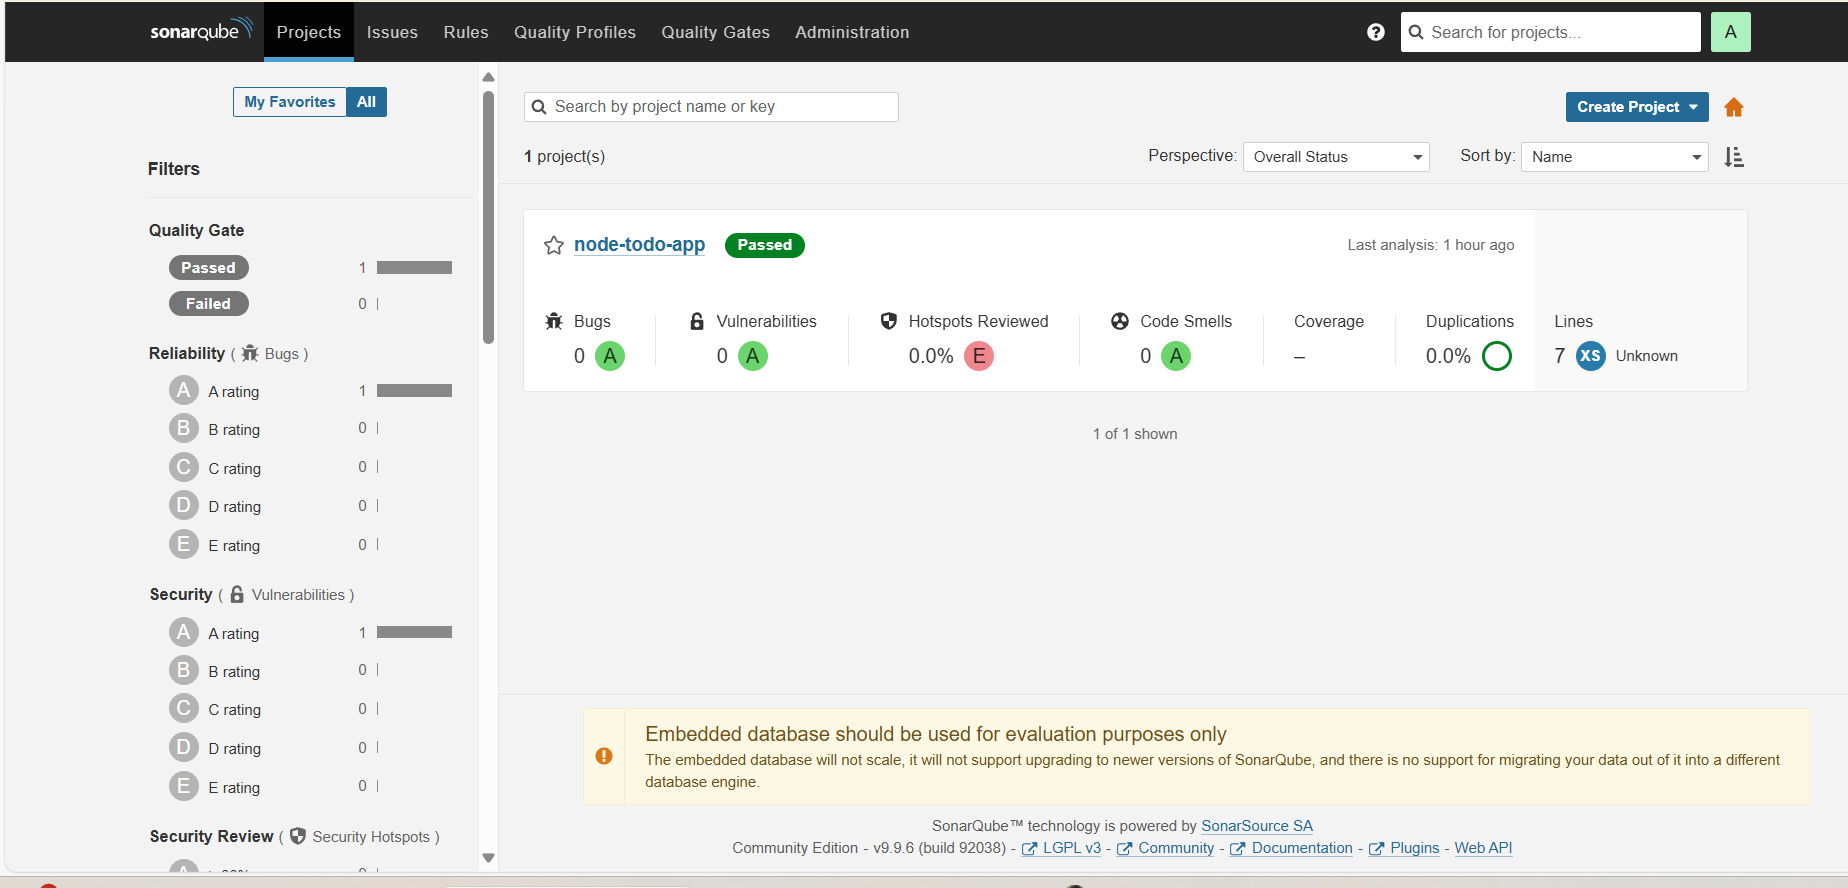 sonarqube Projects Issues Rules Quality Profiles Quality Gates Administration Search for projects... A
My Favorites All
Filters
Quality Gate
Passed 1
Failed 0
Reliability ( Bugs )
A A rating 1
B B rating 0
C C rating 0
D D rating 0
E E rating 0
Security ( Vulnerabilities )
A A rating 1
B B rating 0
C C rating 0
D D rating 0
E E rating 0
Security Review ( Security Hotspots )
Search by project name or key Create Project
1 project(s) Perspective: Overall Status Sort by: Name
node-todo-app Passed Last analysis: 1 hour ago
Bugs Vulnerabilities Hotspots Reviewed Code Smells Coverage Duplications Lines
0 A 0 A 0.0% E 0 A – 0.0% 7 XS Unknown
1 of 1 shown
Embedded database should be used for evaluation purposes only
The embedded database will not scale, it will not support upgrading to newer versions of SonarQube, and there is no support for migrating your data out of it into a different
database engine.
SonarQube™ technology is powered by SonarSource SA
Community Edition - v9.9.6 (build 92038) - LGPL v3 - Community - Documentation - Plugins - Web API